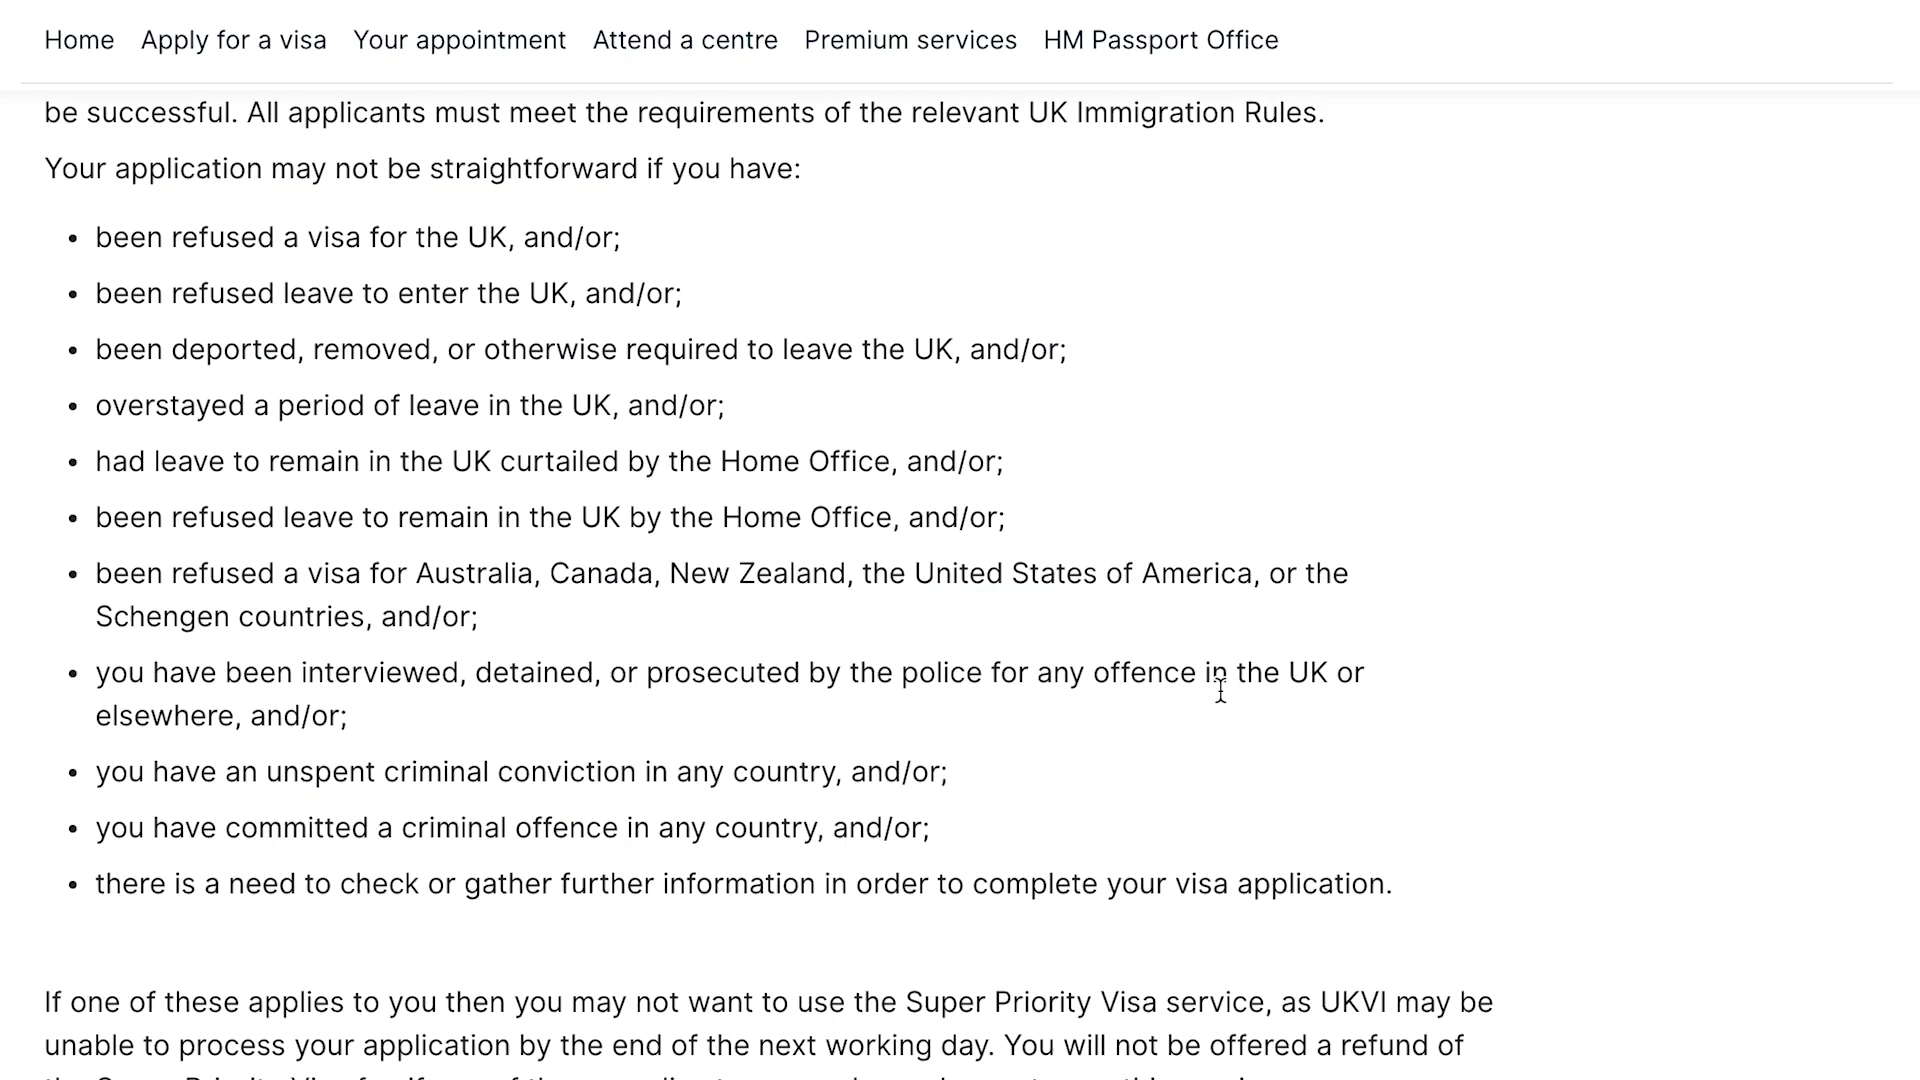 Home Apply for a visa Your appointment Attend a centre Premium services HM Passport Office
be successful. All applicants must meet the requirements of the relevant UK Immigration Rules.
Your application may not be straightforward if you have:
• been refused a visa for the UK, and/or;
• been refused leave to enter the UK, and/or;
• been deported, removed, or otherwise required to leave the UK, and/or;
• overstayed a period of leave in the UK, and/or;
• had leave to remain in the UK curtailed by the Home Office, and/or;
• been refused leave to remain in the UK by the Home Office, and/or;
• been refused a visa for Australia, Canada, New Zealand, the United States of America, or the
Schengen countries, and/or;
• you have been interviewed, detained, or prosecuted by the police for any offence in the UK or
elsewhere, and/or;
• you have an unspent criminal conviction in any country, and/or;
• you have committed a criminal offence in any country, and/or;
• there is a need to check or gather further information in order to complete your visa application.
If one of these applies to you then you may not want to use the Super Priority Visa service, as UKVI may be
unable to process your application by the end of the next working day. You will not be offered a refund of